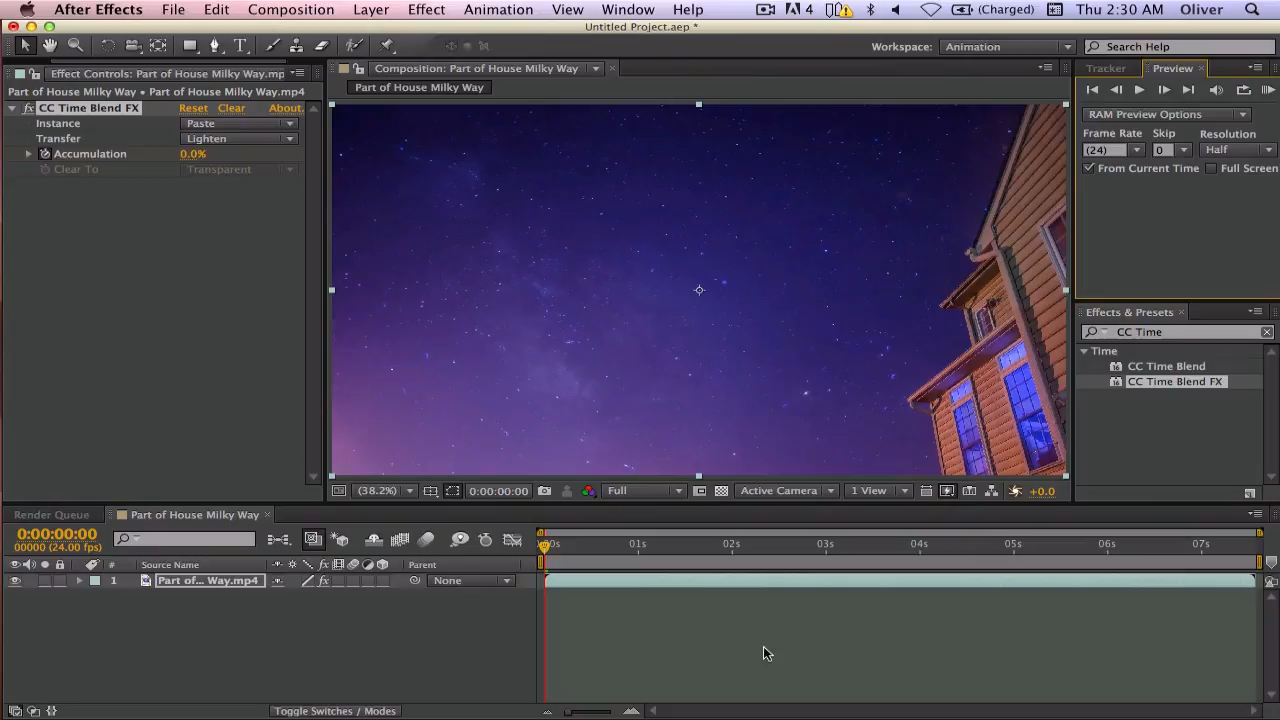 After Effects File Edit Composition Layer Effect Animation View Window Help 4 (Charged) Thu 2:30 AM Oliver
Untitled Project.aep *
Workspace: Animation Search Help
Effect Controls: Part of House Milky Way.mp
Composition: Part of House Milky Way
Tracker Preview
Part of House Milky Way • Part of House Milky Way.mp4
Part of House Milky Way
fx CC Time Blend FX Reset Clear About.
Instance Paste
Transfer Lighten
Accumulation 0.0%
Clear To Transparent
RAM Preview Options
Frame Rate Skip Resolution
(24) 0 Half
From Current Time Full Screen
Effects & Presets
CC Time
Time
CC Time Blend
CC Time Blend FX
(38.2%) 0:00:00:00 Full Active Camera 1 View +0.0
Render Queue Part of House Milky Way
0:00:00:00
00000 (24.00 fps)
01s 02s 03s 04s 05s 06s 07s
# Source Name fx Parent
1 Part of... Way.mp4 fx None
Toggle Switches / Modes